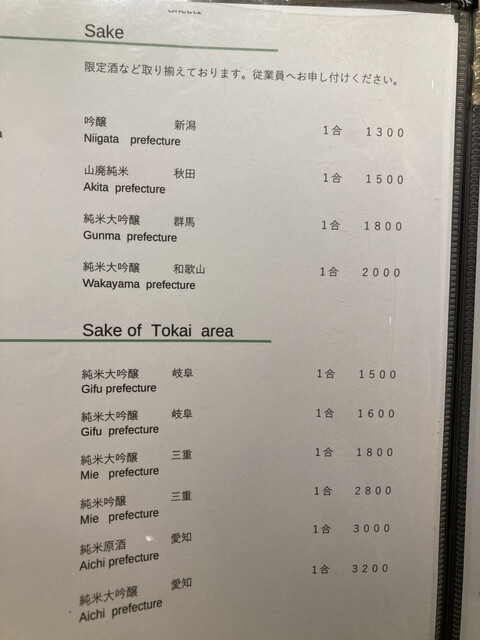 Sake
限定酒など取り揃えております。従業員へお申し付けください。
吟醸 新潟 1合 1300
Niigata prefecture
山廃純米 秋田 1合 1500
Akita prefecture
純米大吟醸 群馬 1合 1800
Gunma prefecture
純米大吟醸 和歌山 1合 2000
Wakayama prefecture
Sake of Tokai area
純米大吟醸 岐阜 1合 1500
Gifu prefecture
純米大吟醸 岐阜 1合 1600
Gifu prefecture
純米大吟醸 三重 1合 1800
Mie prefecture
純米吟醸 三重 1合 2800
Mie prefecture
純米原酒 愛知 1合 3000
Aichi prefecture
純米大吟醸 愛知 1合 3200
Aichi prefecture